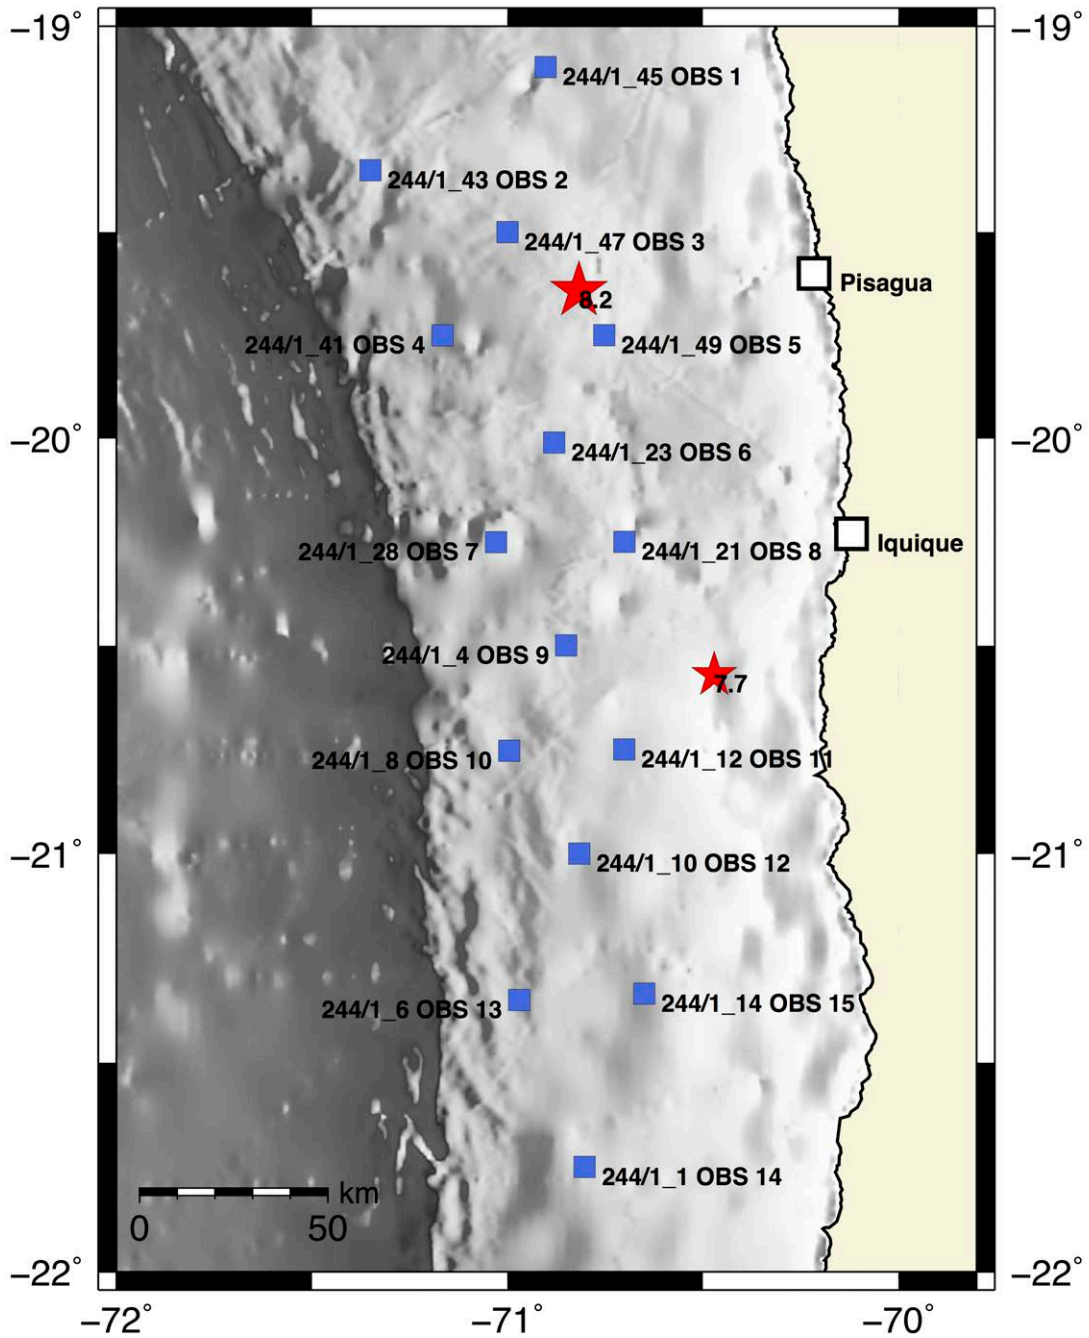 −19° −19°
244/1_45 OBS 1
244/1_43 OBS 2
244/1_47 OBS 3
Pisagua
8.2
244/1_41 OBS 4
244/1_49 OBS 5
−20° −20°
244/1_23 OBS 6
Iquique
244/1_28 OBS 7
244/1_21 OBS 8
244/1_4 OBS 9
7.7
244/1_8 OBS 10
244/1_12 OBS 11
−21° −21°
244/1_10 OBS 12
244/1_6 OBS 13
244/1_14 OBS 15
244/1_1 OBS 14
km
0 50
−22° −22°
−72° −71° −70°